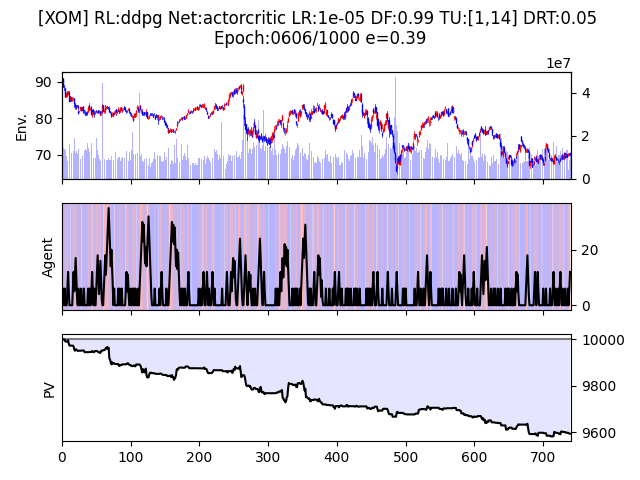 [XOM] RL:ddpg Net:actorcritic LR:1e-05 DF:0.99 TU:[1,14] DRT:0.05
Epoch:0606/1000 e=0.39
1e7
Env.
90
80
70
4
2
0
Agent
20
0
PV
10000
9800
9600
0 100 200 300 400 500 600 700